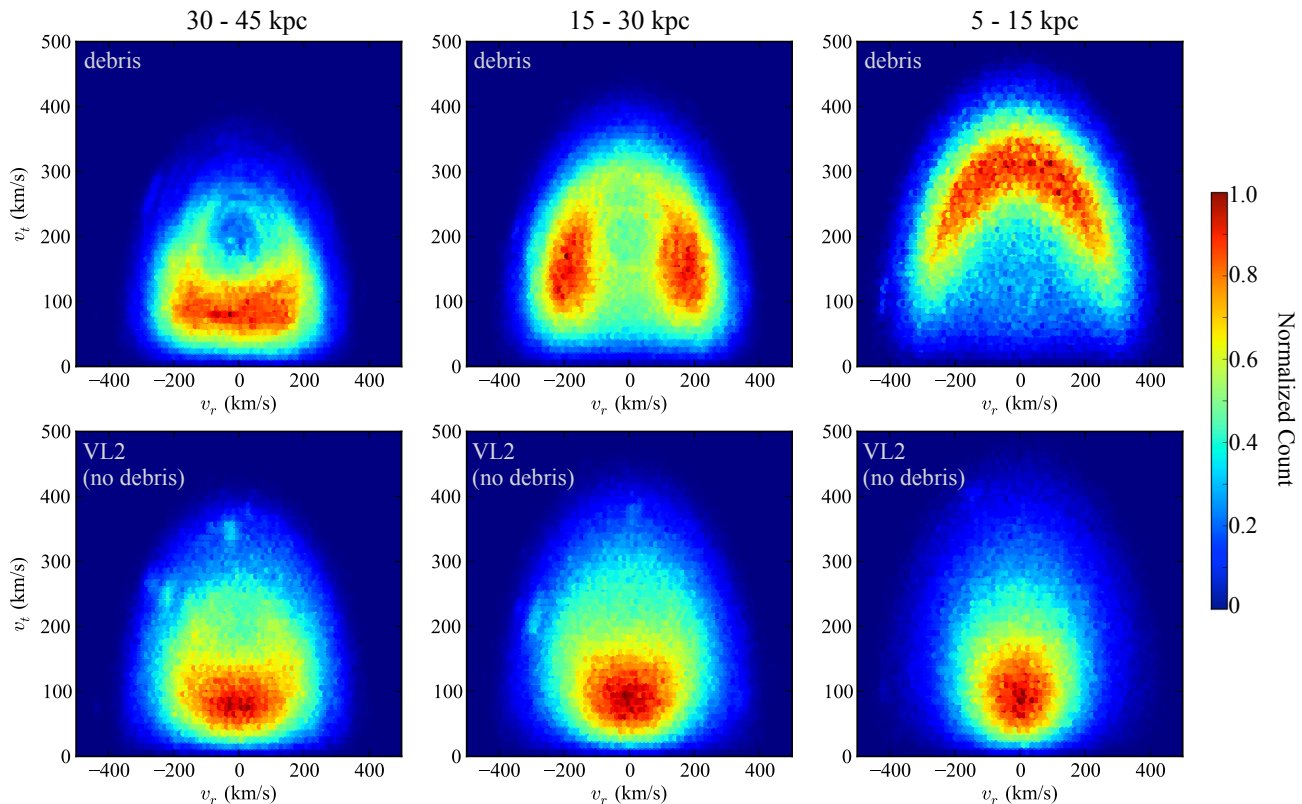 30 - 45 kpc
15 - 30 kpc
5 - 15 kpc
debris
debris
debris
500
400
300
200
100
0
v_t (km/s)
−400 −200 0 200 400
v_r (km/s)
500
400
300
200
100
0
−400 −200 0 200 400
v_r (km/s)
500
400
300
200
100
0
−400 −200 0 200 400
v_r (km/s)
VL2
(no debris)
VL2
(no debris)
VL2
(no debris)
500
400
300
200
100
0
v_t (km/s)
−400 −200 0 200 400
v_r (km/s)
500
400
300
200
100
0
−400 −200 0 200 400
v_r (km/s)
500
400
300
200
100
0
−400 −200 0 200 400
v_r (km/s)
1.0
0.8
0.6
0.4
0.2
0
Normalized Count